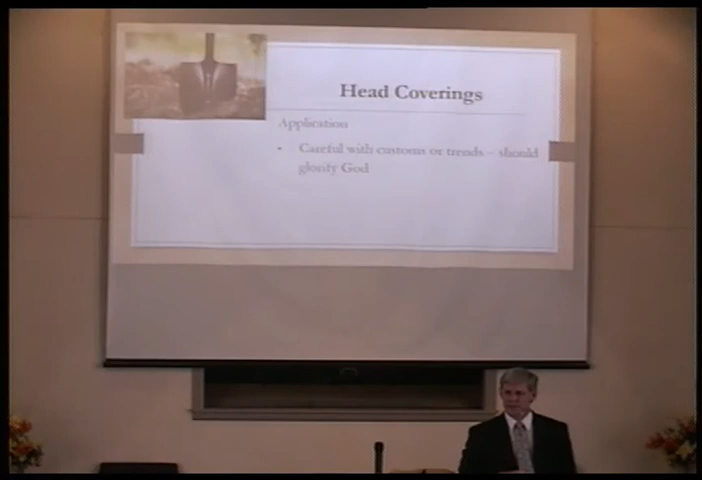 Head Coverings
Application
• Careful with customs or trends – should
glorify God